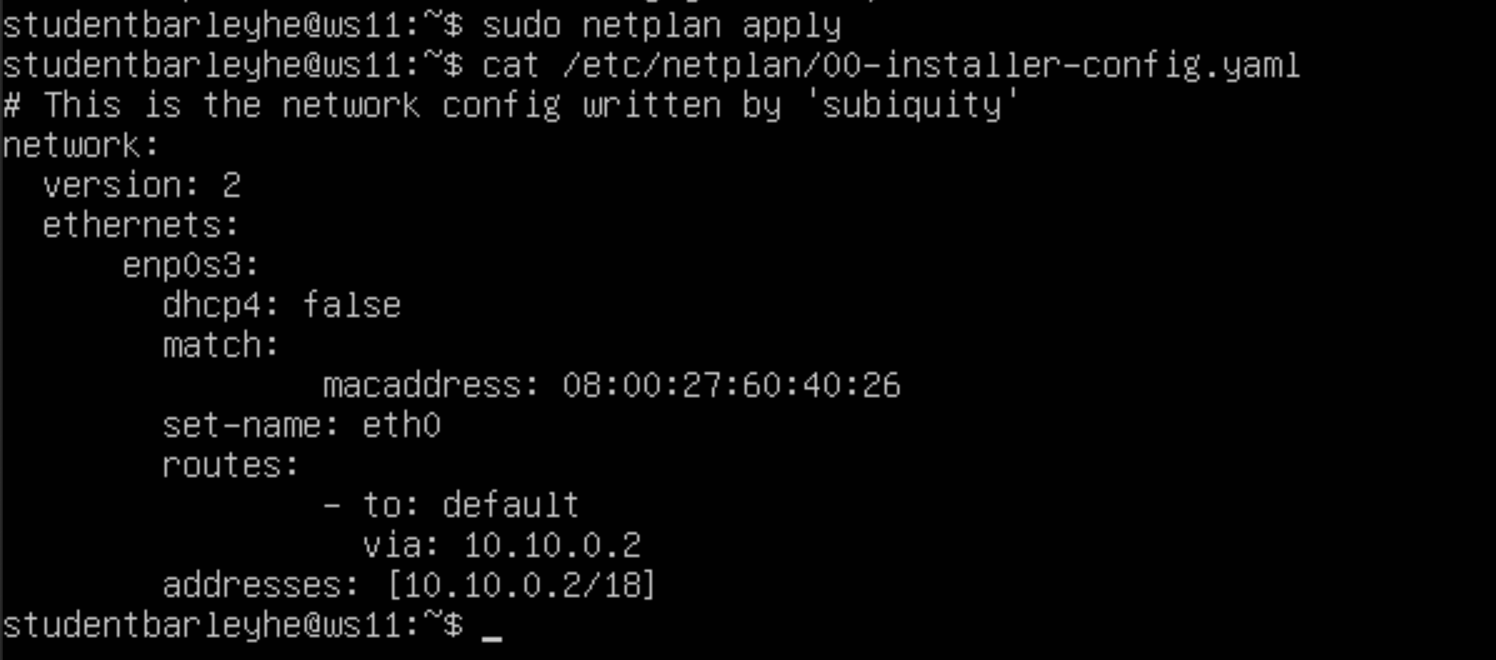 studentbarleyhe@ws11:~$ sudo netplan apply
studentbarleyhe@ws11:~$ cat /etc/netplan/00-installer-config.yaml
# This is the network config written by 'subiquity'
network:
  version: 2
  ethernets:
      enp0s3:
        dhcp4: false
        match:
                macaddress: 08:00:27:60:40:26
        set-name: eth0
        routes:
                - to: default
                  via: 10.10.0.2
        addresses: [10.10.0.2/18]
studentbarleyhe@ws11:~$ _